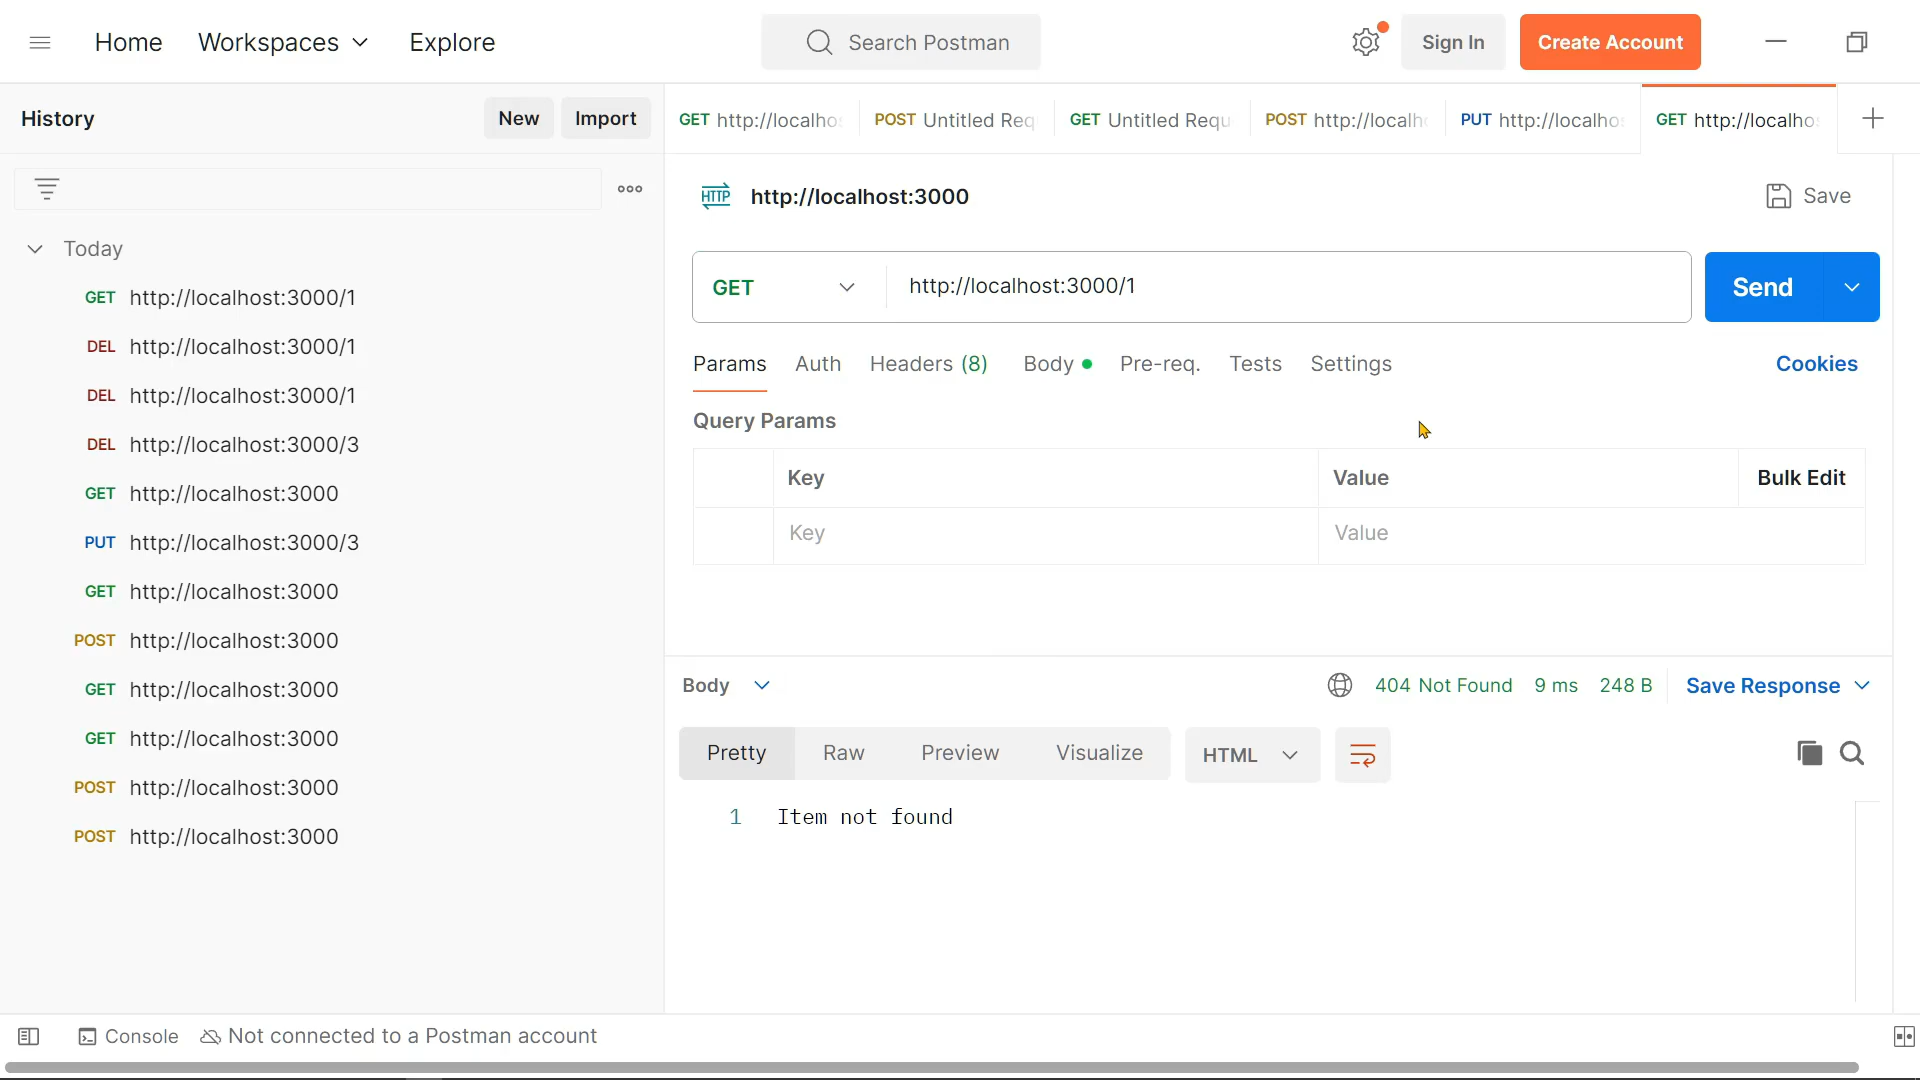 Home
Workspaces
Explore
Search Postman
Sign In
Create Account
History
New
Import
GET http://localho
POST Untitled Req
GET Untitled Requ
POST http://localh
PUT http://localho
GET http://localho
HTTP http://localhost:3000
Save
GET
http://localhost:3000/1
Send
Today
GET http://localhost:3000/1
DEL http://localhost:3000/1
DEL http://localhost:3000/1
DEL http://localhost:3000/3
GET http://localhost:3000
PUT http://localhost:3000/3
GET http://localhost:3000
POST http://localhost:3000
GET http://localhost:3000
GET http://localhost:3000
POST http://localhost:3000
POST http://localhost:3000
Params
Auth
Headers (8)
Body
Pre-req.
Tests
Settings
Cookies
Query Params
Key
Value
Bulk Edit
Key
Value
Body
404 Not Found
9 ms
248 B
Save Response
Pretty
Raw
Preview
Visualize
HTML
1 Item not found
Console
Not connected to a Postman account